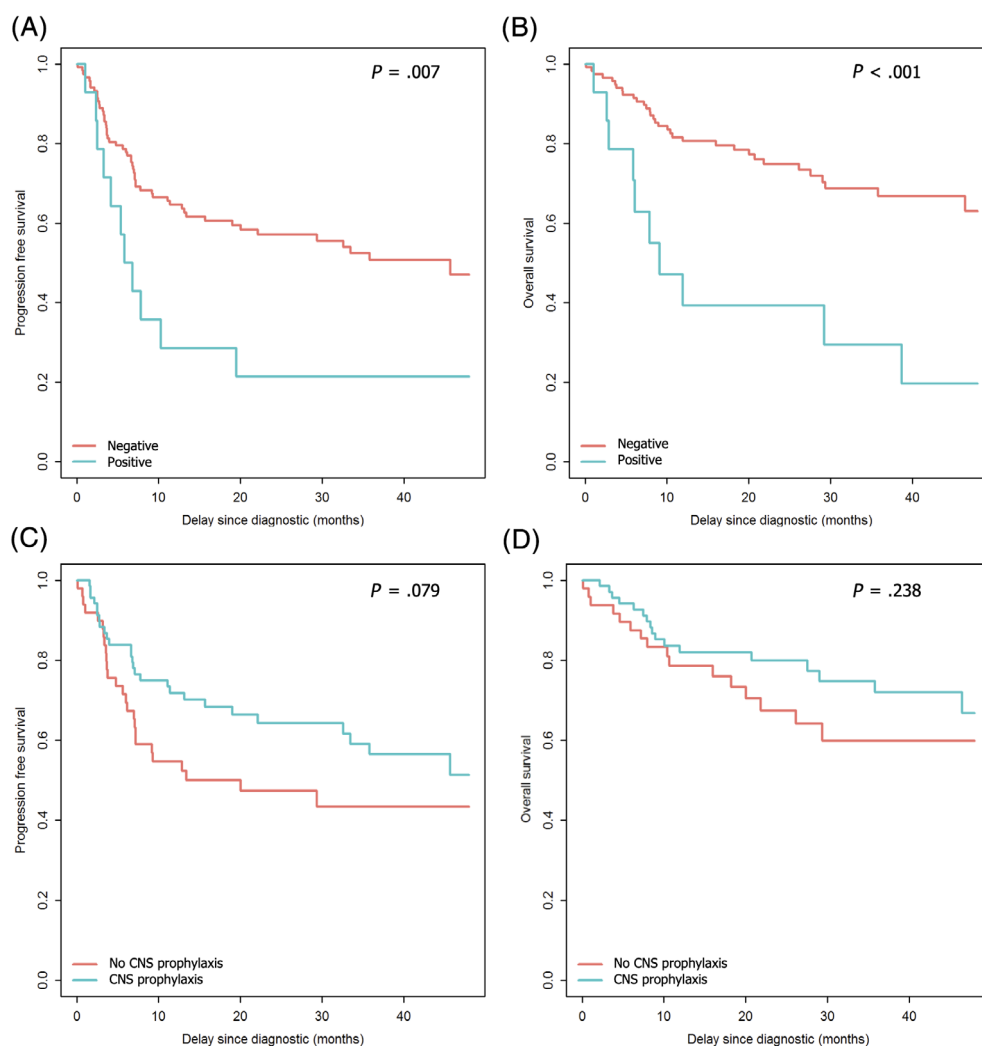 (A)
P = .007
Progression free survival
1.0
0.8
0.6
0.4
0.2
0.0
Negative
Positive
0 10 20 30 40
Delay since diagnostic (months)
(B)
P < .001
Overall survival
1.0
0.8
0.6
0.4
0.2
0.0
Negative
Positive
0 10 20 30 40
Delay since diagnostic (months)
(C)
P = .079
Progression free survival
1.0
0.8
0.6
0.4
0.2
0.0
No CNS prophylaxis
CNS prophylaxis
0 10 20 30 40
Delay since diagnostic (months)
(D)
P = .238
Overall survival
1.0
0.8
0.6
0.4
0.2
0.0
No CNS prophylaxis
CNS prophylaxis
0 10 20 30 40
Delay since diagnostic (months)